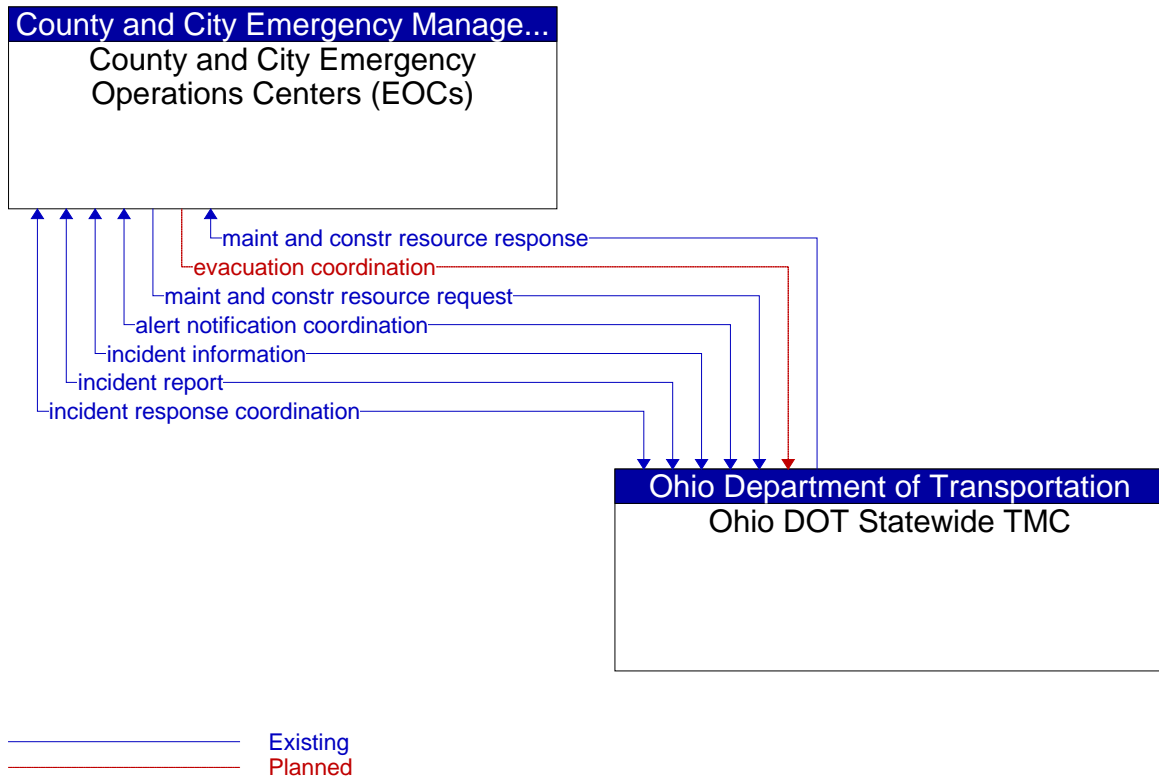 County and City Emergency Manage...
County and City Emergency
Operations Centers (EOCs)
maint and constr resource response
evacuation coordination
maint and constr resource request
alert notification coordination
incident information
incident report
incident response coordination
Ohio Department of Transportation
Ohio DOT Statewide TMC
Existing
Planned